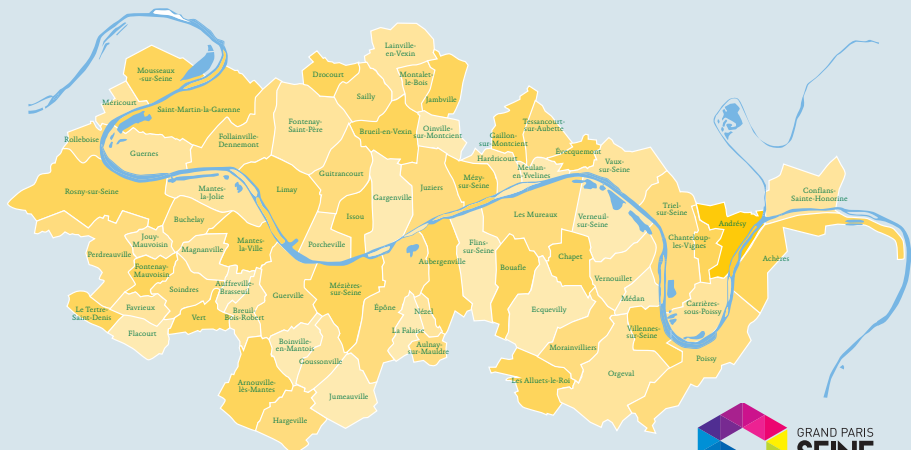 Lainville-
en-Vexin
Mousseaux
-sur-Seine
Drocourt
Montalet-
le-Bois
Sailly
Jambville
Méricourt
Saint-Martin-la-Garenne
Fontenay-
Saint-Père
Brueil-en-Vexin
Oinville-
sur-Montcient
Tessancourt-
sur-Aubette
Gaillon-
sur-Montcient
Rolleboise
Follainville-
Dennemont
Guernes
Évecquemont
Hardricourt
Vaux-
sur-Seine
Meulan-
en-Yvelines
Guitrancourt
Mézy-
sur-Seine
Rosny-sur-Seine
Mantes-
la-Jolie
Limay
Juziers
Gargenville
Conflans-
Sainte-Honorine
Triel-
sur-Seine
Issou
Les Mureaux
Verneuil-
sur-Seine
Buchelay
Andrésy
Jouy-
Mauvoisin
Magnanville
Mantes-
la-Ville
Porcheville
Flins-
sur-Seine
Chanteloup-
les-Vignes
Perdreauville
Aubergenville
Chapet
Achères
Fontenay-
Mauvoisin
Bouafle
Vernouillet
Soindres
Auffreville-
Brasseuil
Guerville
Mézières-
sur-Seine
Médan
Le Tertre-
Saint-Denis
Favrieux
Vert
Breuil-
Bois-Robert
Épône
Nézel
Ecquevilly
Carrières-
sous-Poissy
Flacourt
La Falaise
Villennes-
sur-Seine
Boinville-
en-Mantois
Aulnay-
sur-Mauldre
Morainvilliers
Poissy
Goussonville
Orgeval
Arnouville-
lès-Mantes
Les Alluets-le-Roi
Jumeauville
Hargeville
GRAND PARIS
SEINE